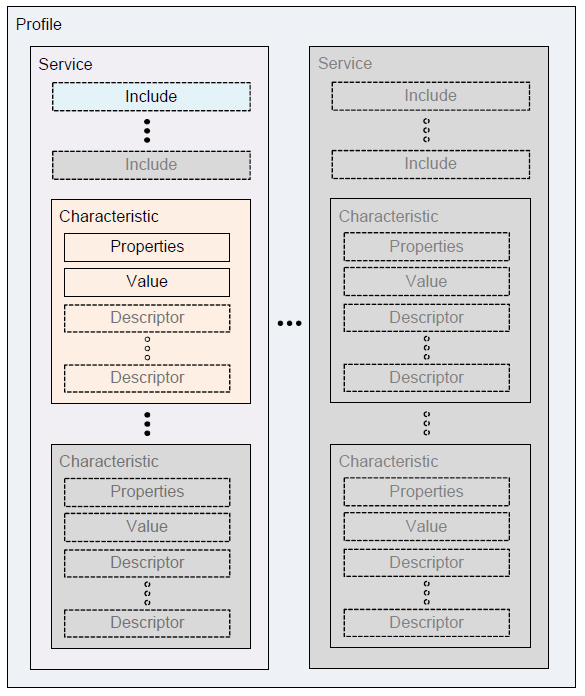 Profile
Service
Include
Include
Characteristic
Properties
Value
Descriptor
Descriptor
Characteristic
Properties
Value
Descriptor
Descriptor
Service
Include
Include
Characteristic
Properties
Value
Descriptor
Descriptor
Characteristic
Properties
Value
Descriptor
Descriptor